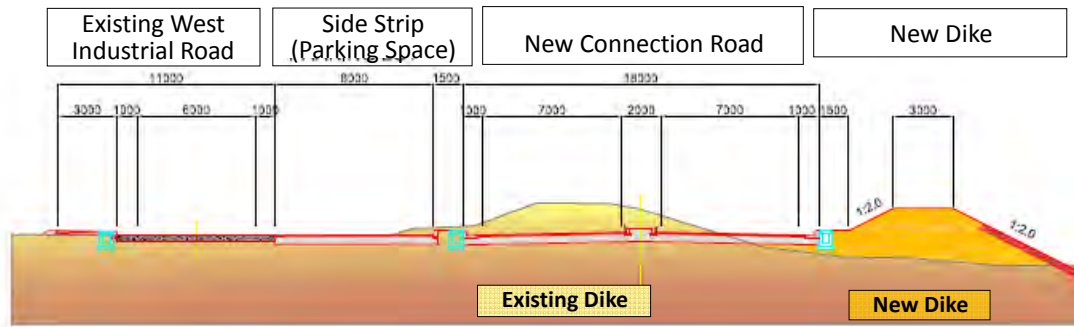 Existing West
Industrial Road
Side Strip
(Parking Space)
New Connection Road
New Dike
11000
8000
1500
18000
3000
1000
6000
1000
1000
7000
2000
7000
1000
1500
3000
1:2.0
1:2.0
Existing Dike
New Dike